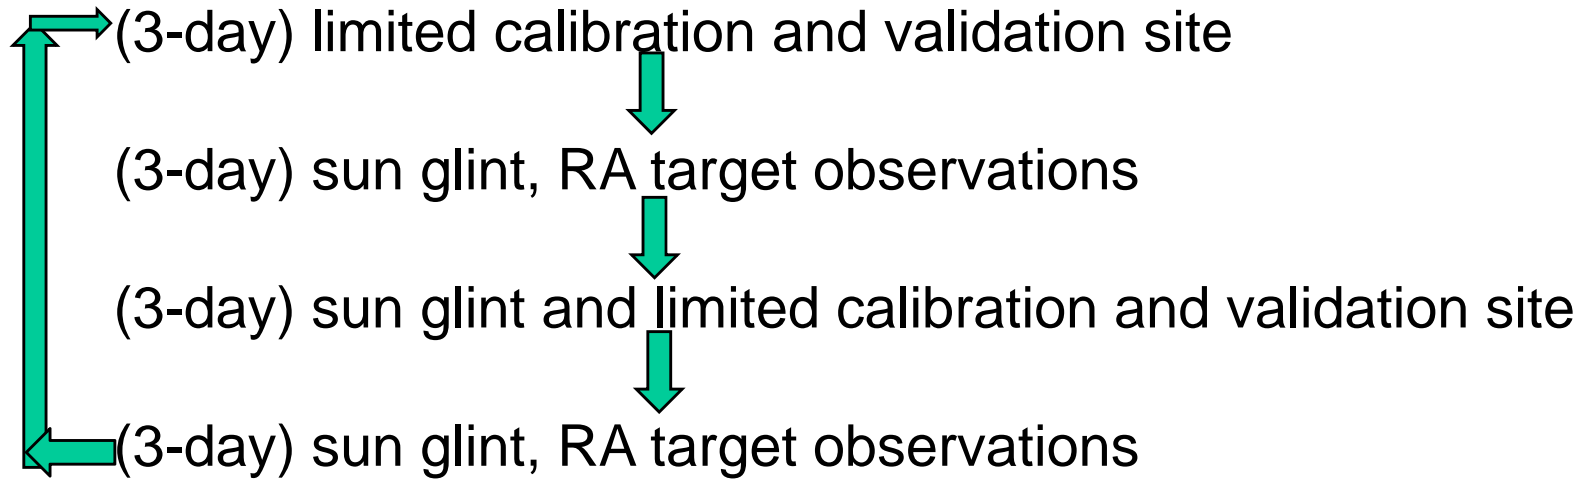 (3-day) limited calibration and validation site
(3-day) sun glint, RA target observations
(3-day) sun glint and limited calibration and validation site
(3-day) sun glint, RA target observations